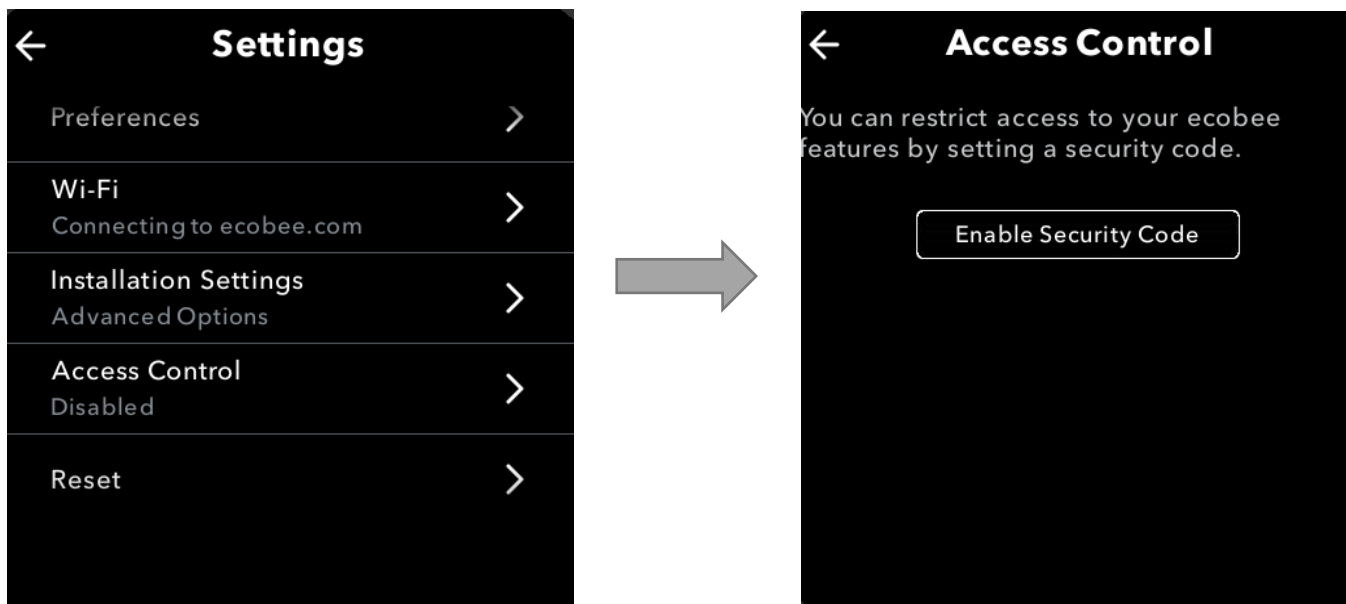 Settings
Preferences
Wi-Fi
Connecting to ecobee.com
Installation Settings
Advanced Options
Access Control
Disabled
Reset
Access Control
You can restrict access to your ecobee
features by setting a security code.
Enable Security Code